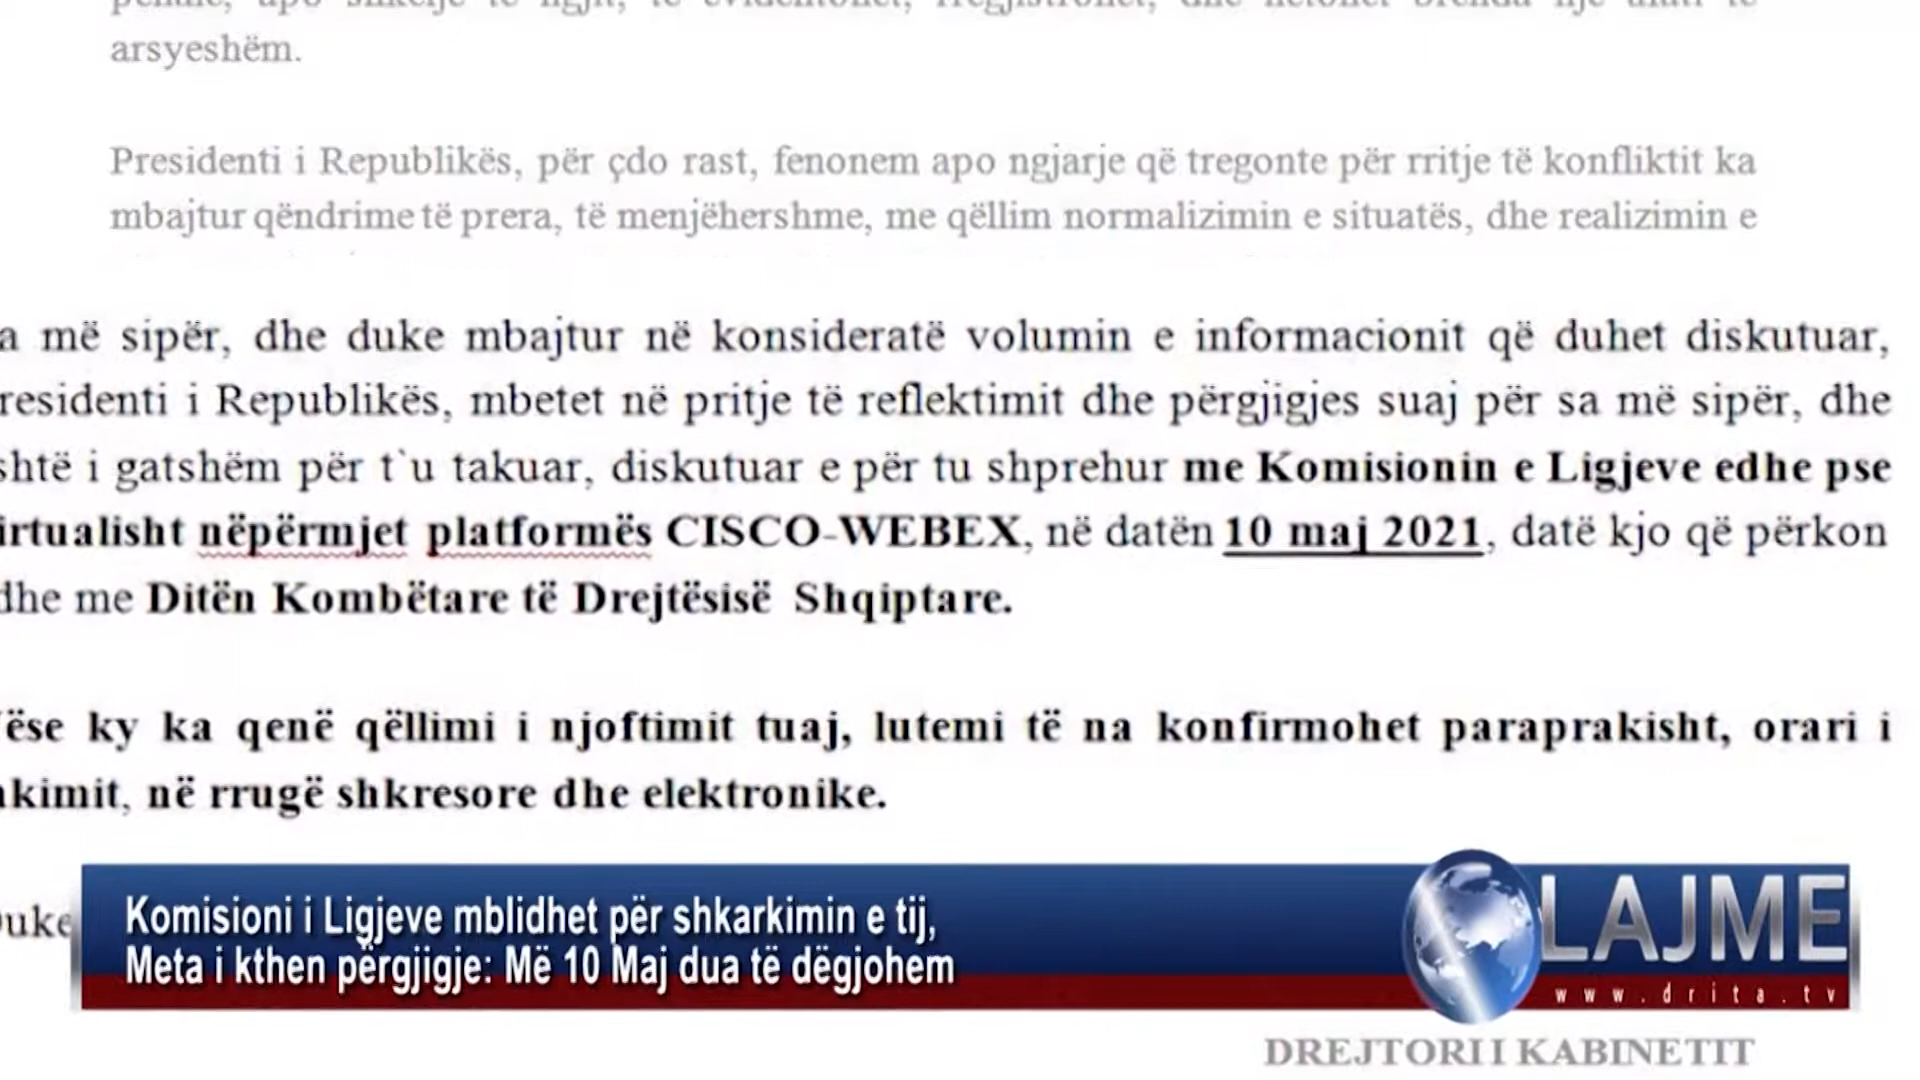 arsyeshëm.
Presidenti i Republikës, për çdo rast, fenonem apo ngjarje që tregonte për rritje të konfliktit ka
mbajtur qëndrime të prera, të menjëhershme, me qëllim normalizimin e situatës, dhe realizimin e
a më sipër, dhe duke mbajtur në konsideratë volumin e informacionit që duhet diskutuar,
residenti i Republikës, mbetet në pritje të reflektimit dhe përgjigjes suaj për sa më sipër, dhe
shtë i gatshëm për t`u takuar, diskutuar e për tu shprehur me Komisionin e Ligjeve edhe pse
irtualisht nëpërmjet platformës CISCO-WEBEX, në datën 10 maj 2021, datë kjo që përkon
dhe me Ditën Kombëtare të Drejtësisë Shqiptare.
ëse ky ka qenë qëllimi i njoftimit tuaj, lutemi të na konfirmohet paraprakisht, orari i
akimit, në rrugë shkresore dhe elektronike.
uke
Komisioni i Ligjeve mblidhet për shkarkimin e tij,
Meta i kthen përgjigje: Më 10 Maj dua të dëgjohem
LAJME
www.drita.tv
DREJTORI I KABINETIT